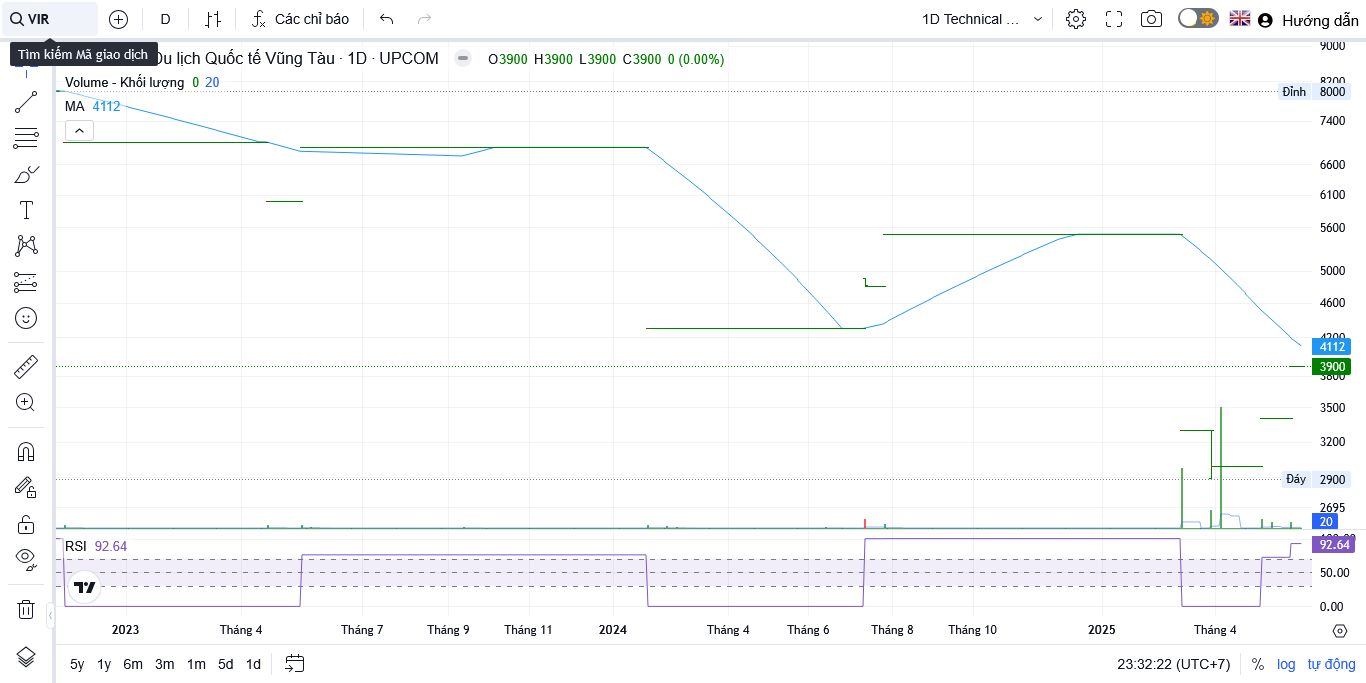 VIR
D
Các chỉ báo
1D Technical ...
Hướng dẫn
Tìm kiếm Mã giao dịch
Du lịch Quốc tế Vũng Tàu · 1D · UPCOM
O3900 H3900 L3900 C3900 0 (0.00%)
Volume - Khối lượng 0 20
MA 4112
9000
8200
Đỉnh 8000
7400
6600
6100
5600
5000
4600
4200
4112
3900
3800
3500
3200
Đáy 2900
2695
20
RSI 92.64
100.00
92.64
50.00
0.00
2023 Tháng 4 Tháng 7 Tháng 9 Tháng 11 2024 Tháng 4 Tháng 6 Tháng 8 Tháng 10 2025 Tháng 4
5y 1y 6m 3m 1m 5d 1d
23:32:22 (UTC+7) % log tự động